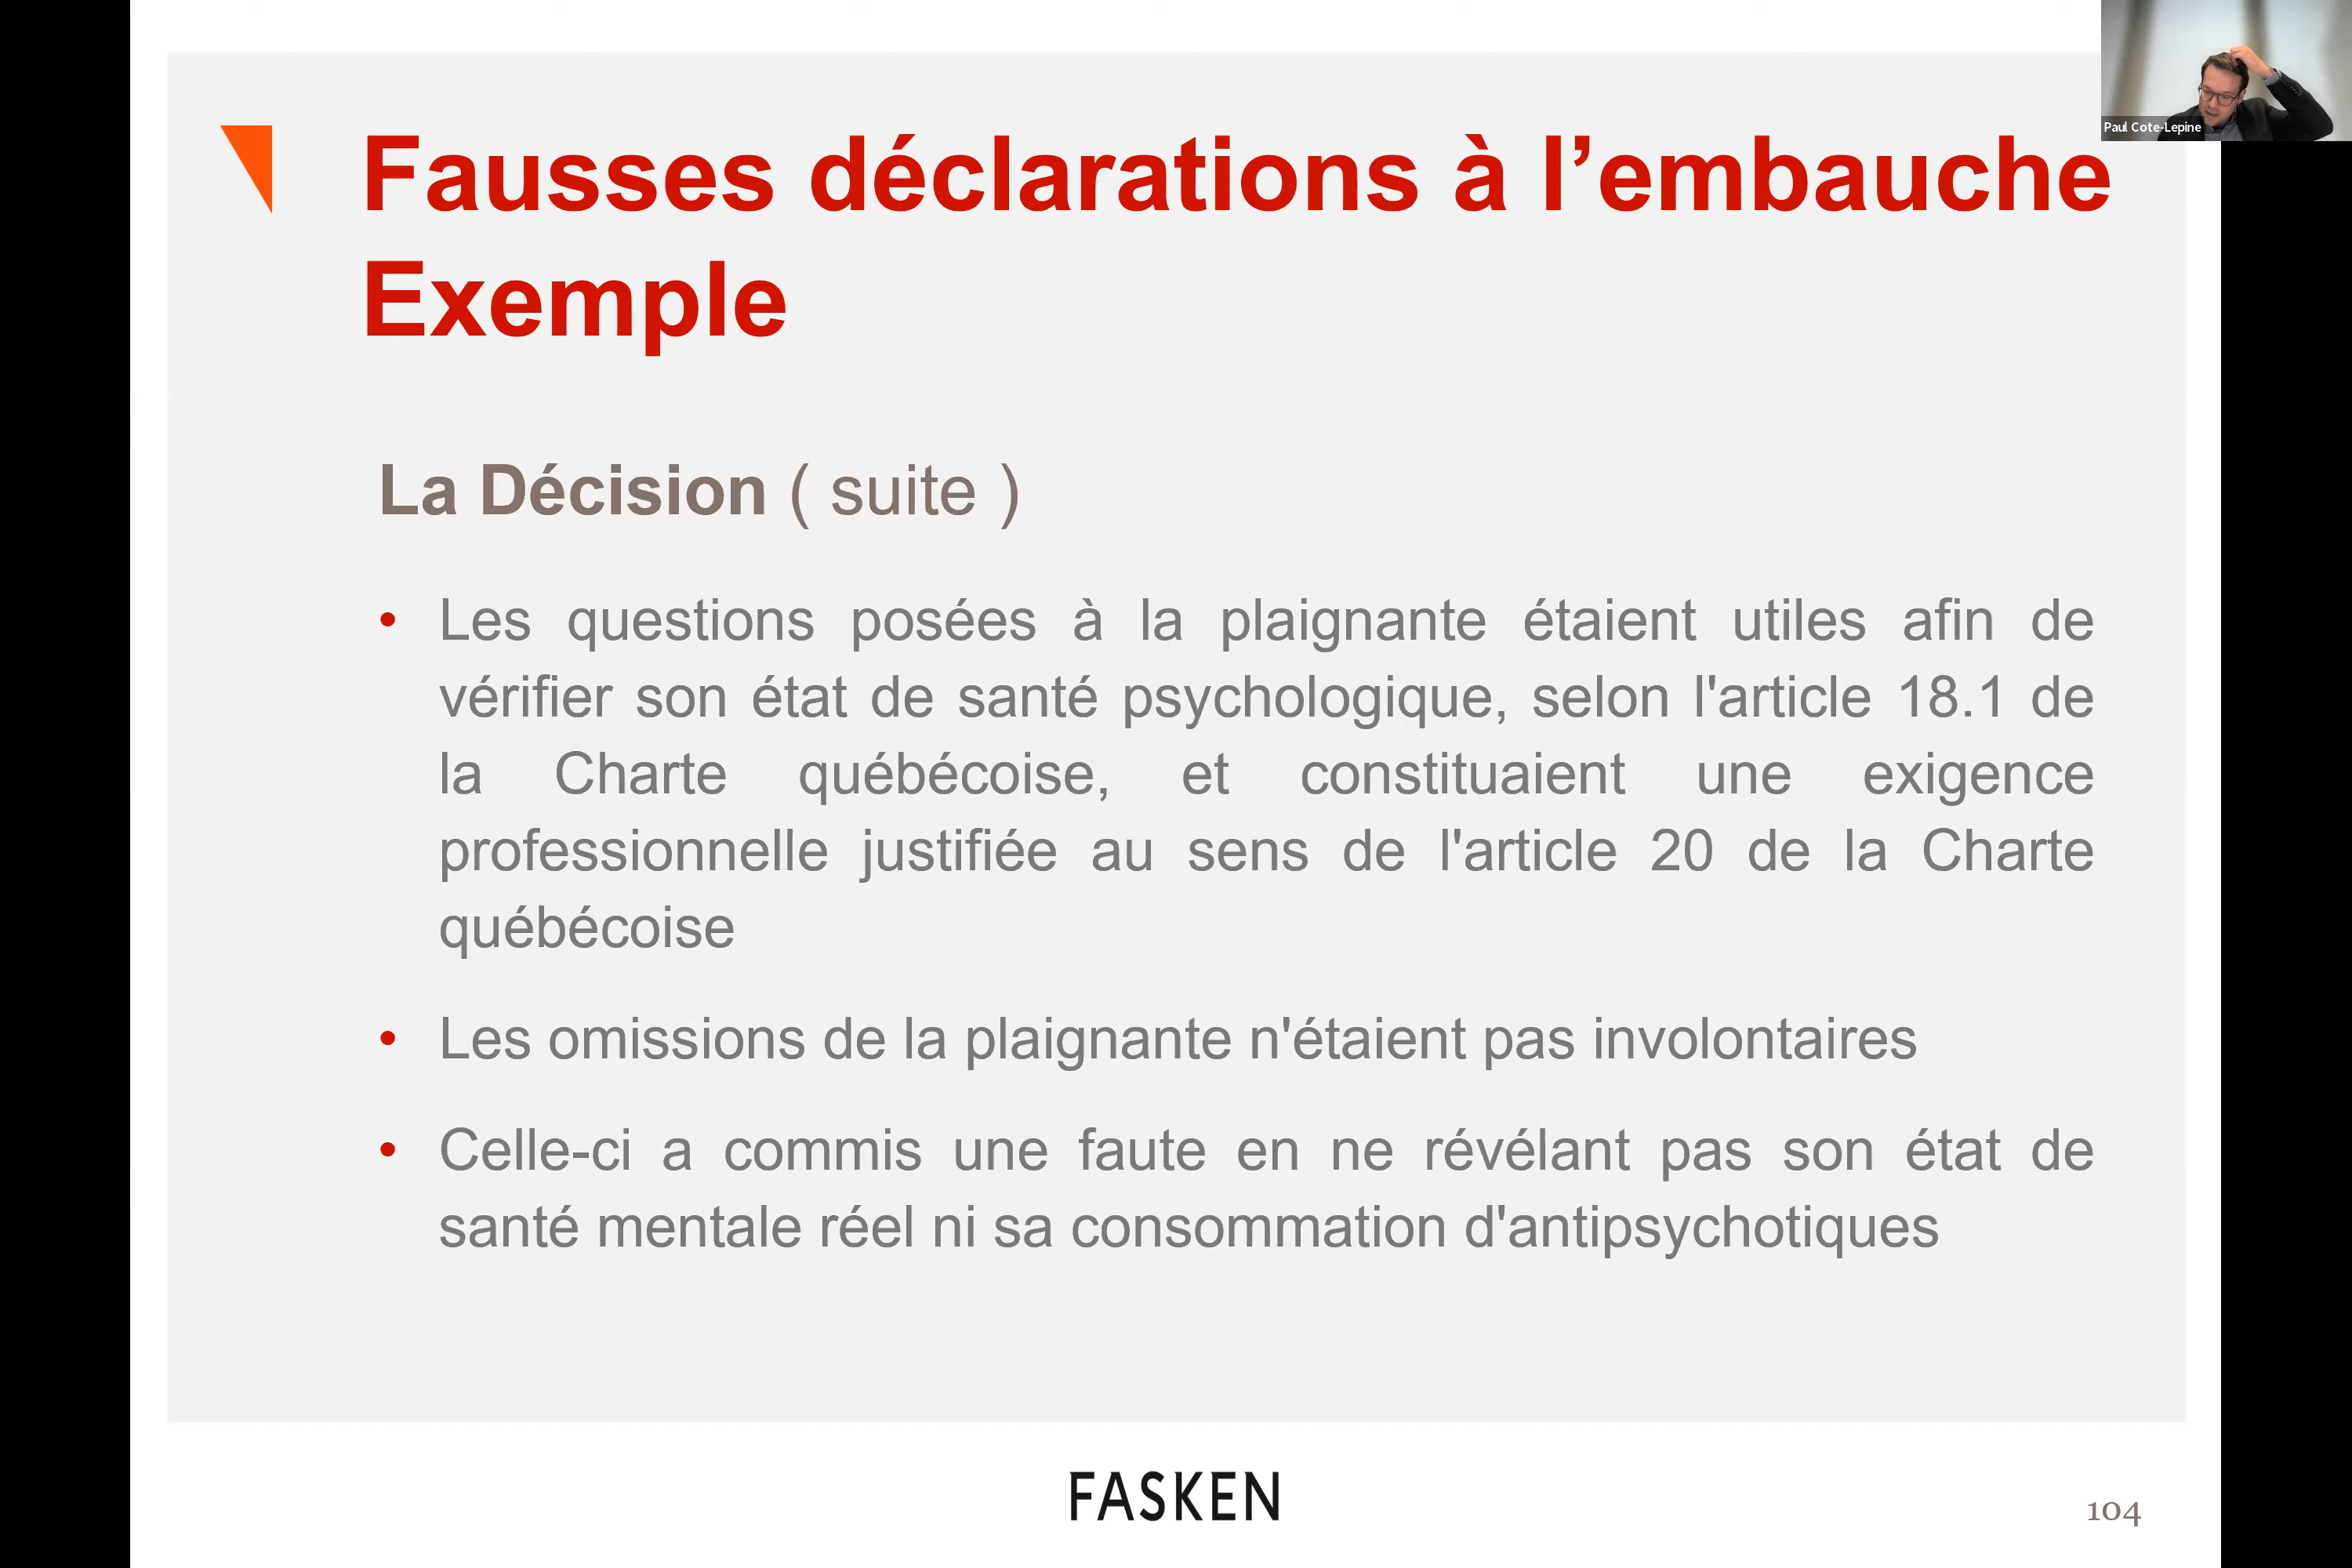 Paul Cote-Lepine
Fausses déclarations à l’embauche
Exemple
La Décision ( suite )
• Les questions posées à la plaignante étaient utiles afin de
vérifier son état de santé psychologique, selon l'article 18.1 de
la Charte québécoise, et constituaient une exigence
professionnelle justifiée au sens de l'article 20 de la Charte
québécoise
• Les omissions de la plaignante n'étaient pas involontaires
• Celle-ci a commis une faute en ne révélant pas son état de
santé mentale réel ni sa consommation d'antipsychotiques
FASKEN
104